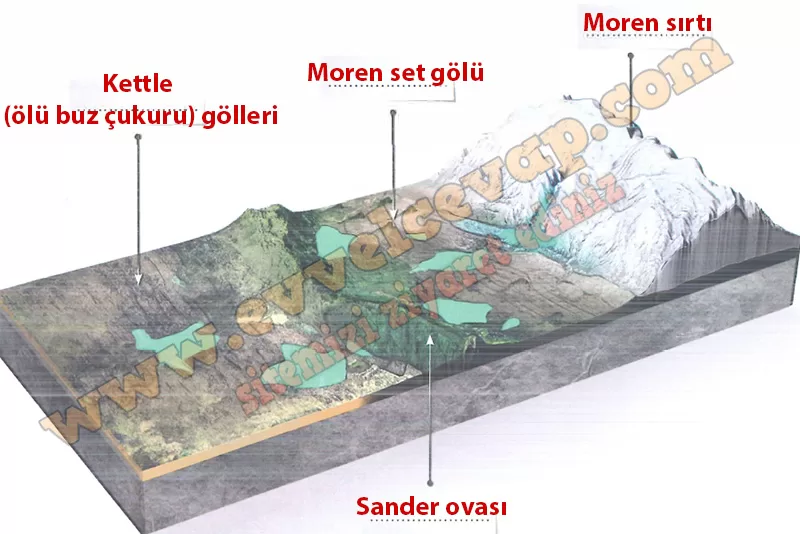 Moren sırtı
Moren set gölü
Kettle
(ölü buz çukuru) gölleri
www.evvelcevap.com
sitemizi ziyaret ediniz
Sander ovası